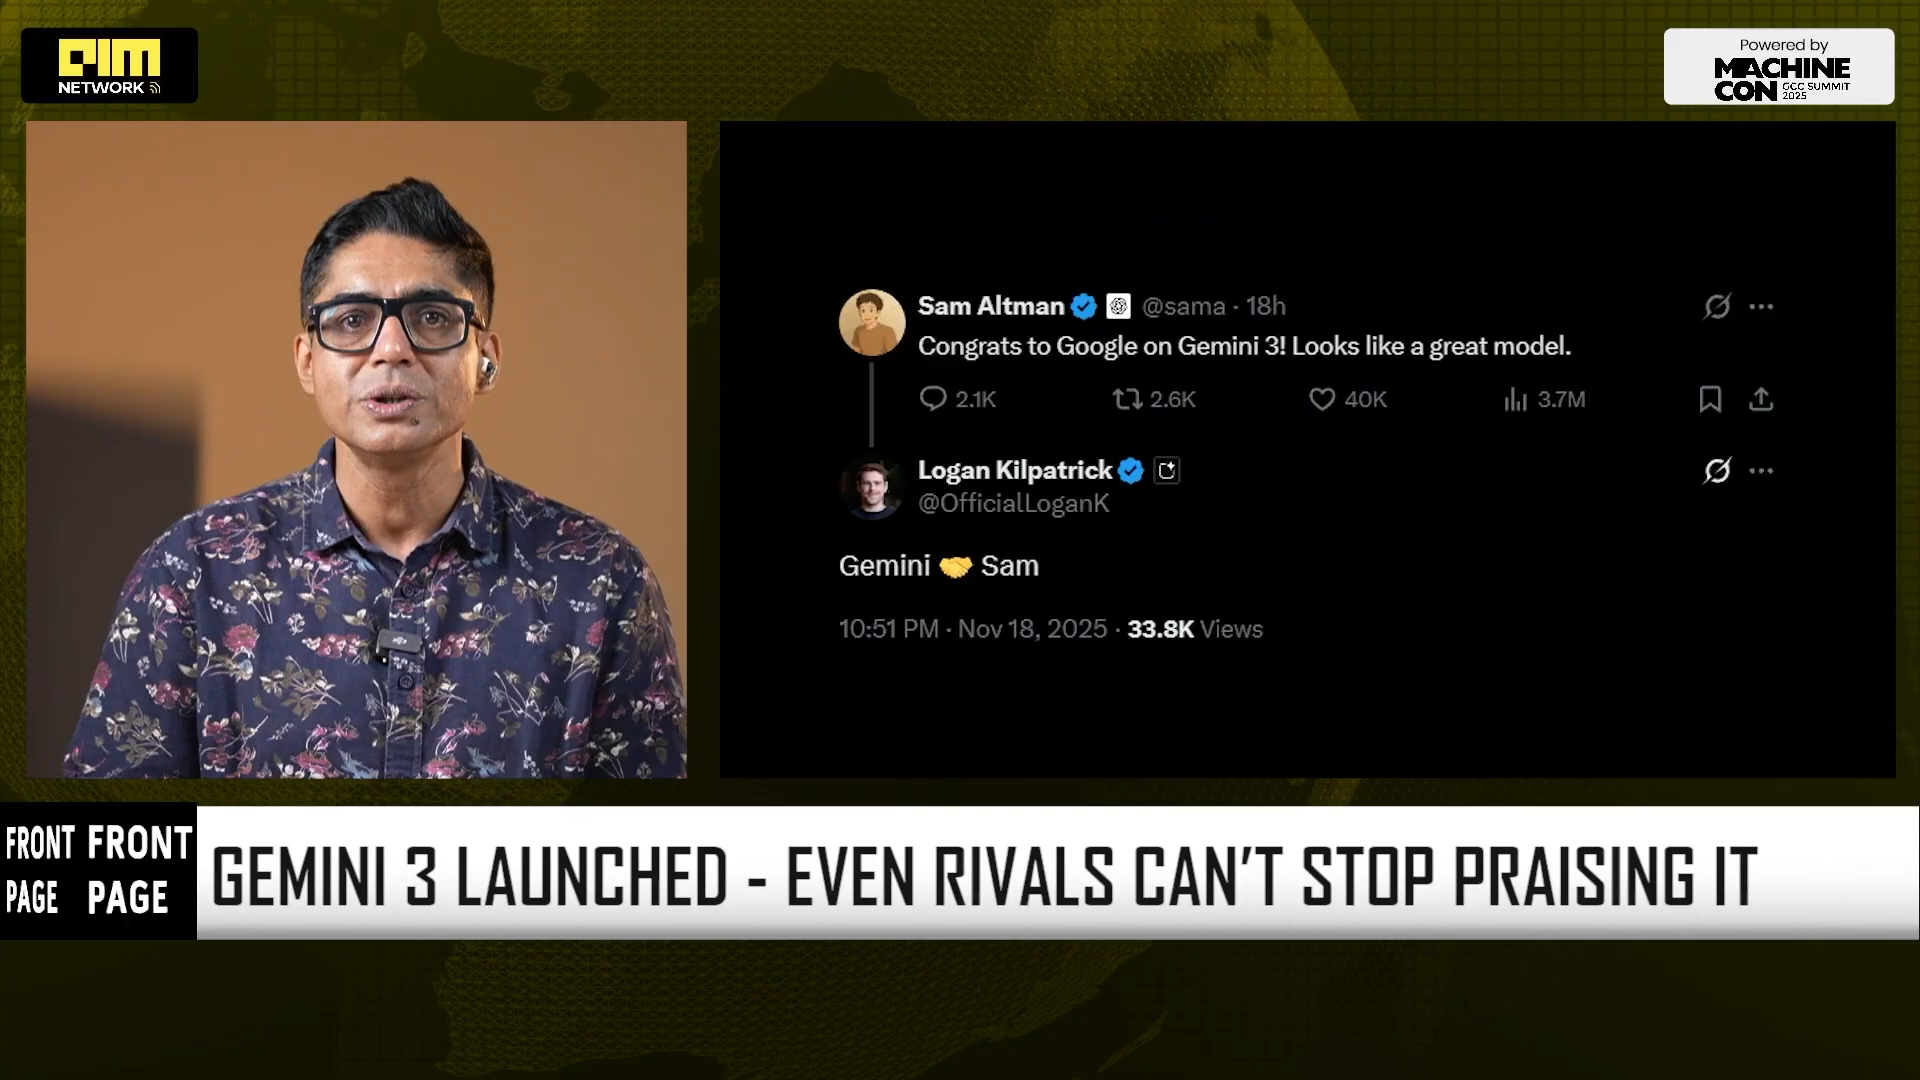 AIM
NETWORK
Powered by
MACHINE
CON GCC SUMMIT
2025
Sam Altman @sama · 18h
Congrats to Google on Gemini 3! Looks like a great model.
2.1K 2.6K 40K 3.7M
Logan Kilpatrick
@OfficialLoganK
Gemini 🤝 Sam
10:51 PM · Nov 18, 2025 · 33.8K Views
FRONT FRONT
PAGE PAGE
GEMINI 3 LAUNCHED - EVEN RIVALS CAN'T STOP PRAISING IT